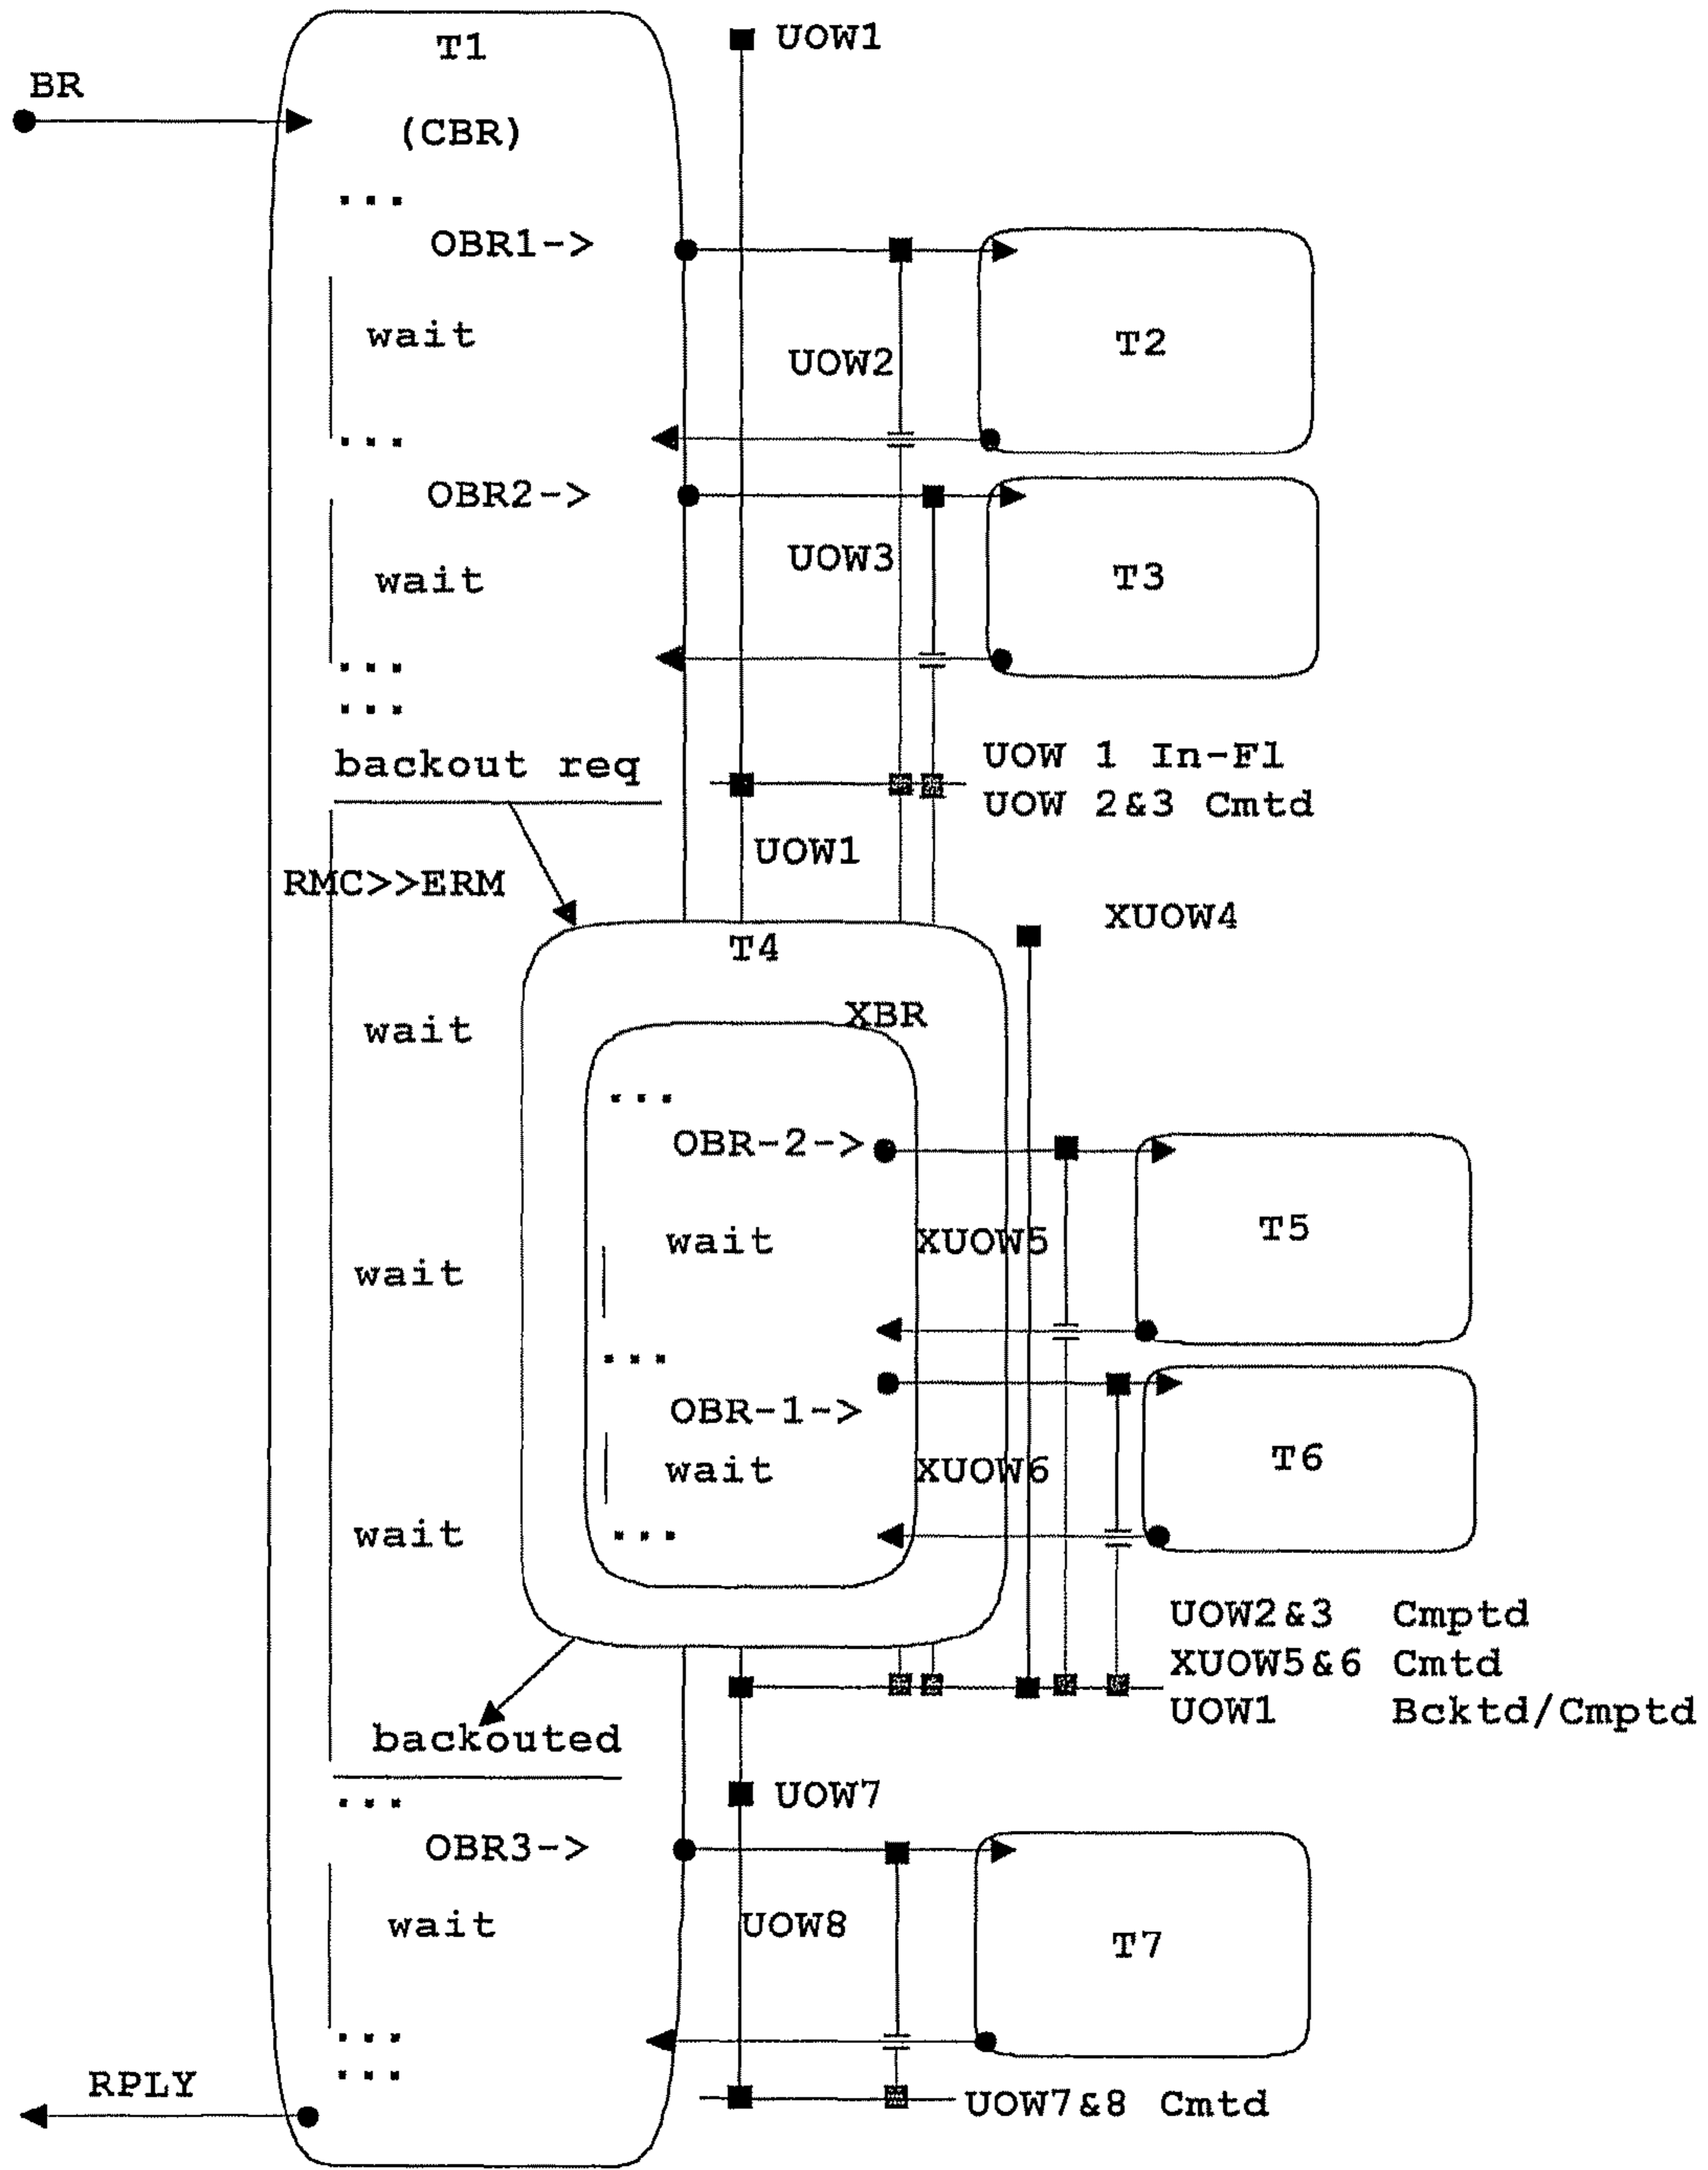 T1
UOW1
BR
(CBR)
...
OBR1->
wait
UOW2
T2
...
OBR2->
UOW3
wait
T3
...
...
backout req
UOW 1 In-Fl
UOW 2&3 Cmtd
UOW1
RMC>>ERM
XUOW4
T4
XBR
wait
...
OBR-2->
wait
XUOW5
T5
wait
...
OBR-1->
wait
XUOW6
T6
wait
...
UOW2&3 Cmptd
XUOW5&6 Cmtd
UOW1 Bcktd/Cmptd
backouted
UOW7
...
OBR3->
wait
UOW8
T7
...
...
RPLY
UOW7&8 Cmtd